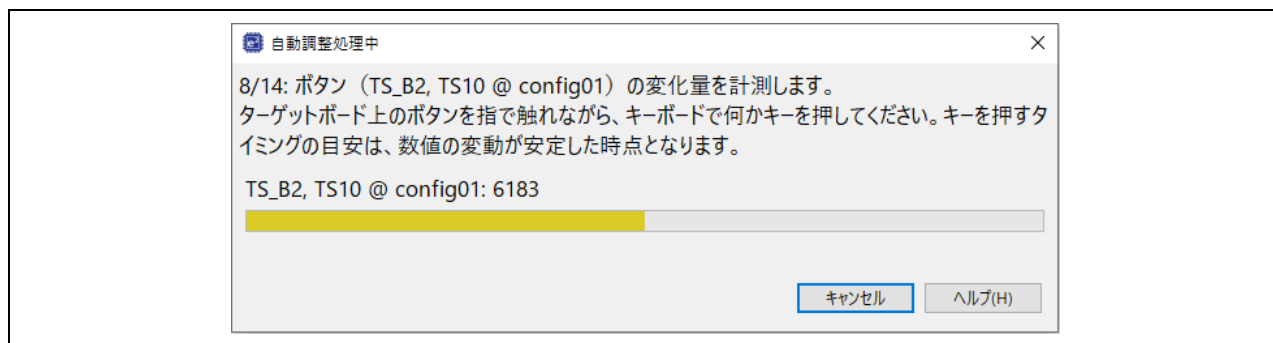 自動調整処理中
8/14: ボタン（TS_B2, TS10 @ config01）の変化量を計測します。
ターゲットボード上のボタンを指で触れながら、キーボードで何かキーを押してください。キーを押すタ
イミングの目安は、数値の変動が安定した時点となります。
TS_B2, TS10 @ config01: 6183
キャンセル
ヘルプ(H)